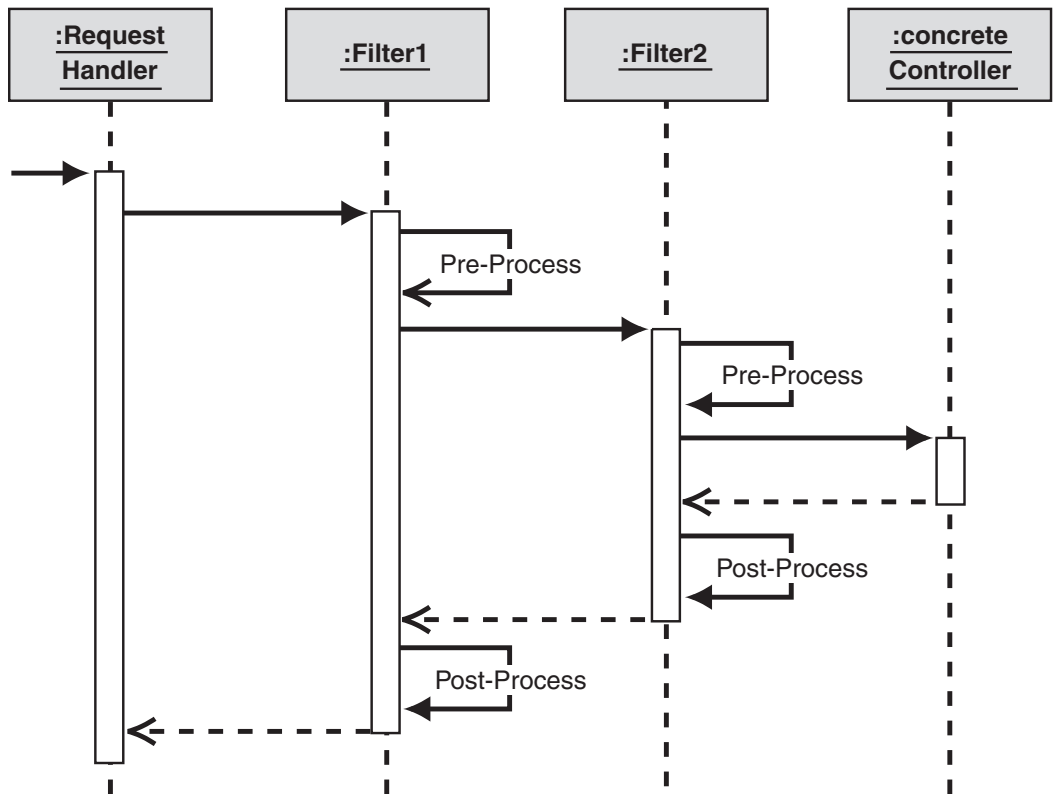 :Request
Handler
:Filter1
:Filter2
:concrete
Controller
Pre-Process
Pre-Process
Post-Process
Post-Process